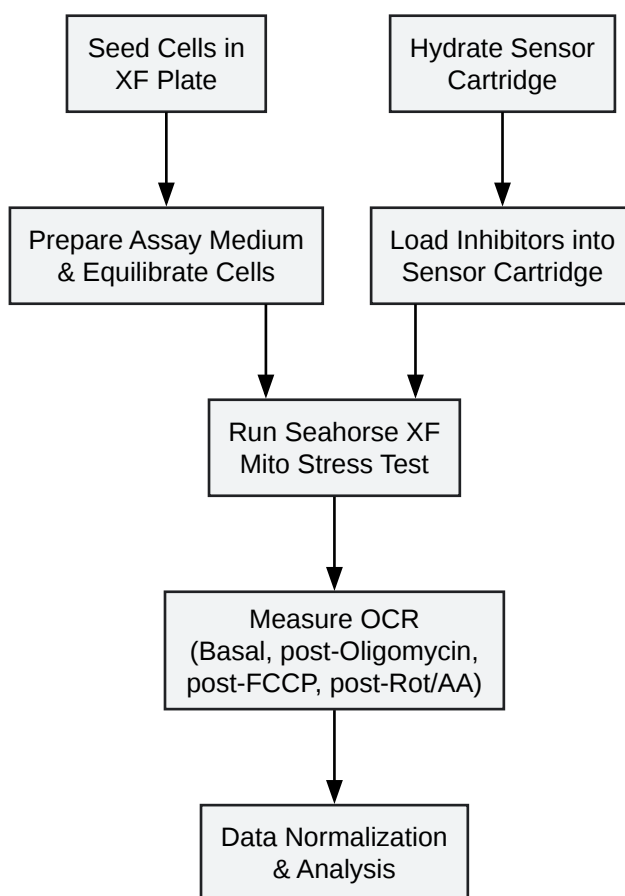 Seed Cells in
XF Plate
Hydrate Sensor
Cartridge
Prepare Assay Medium
& Equilibrate Cells
Load Inhibitors into
Sensor Cartridge
Run Seahorse XF
Mito Stress Test
Measure OCR
(Basal, post-Oligomycin,
post-FCCP, post-Rot/AA)
Data Normalization
& Analysis